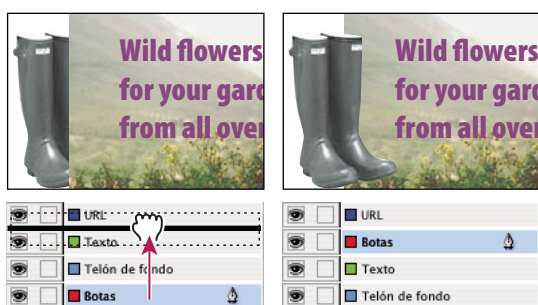 Wild flowers
for your gard
from all over
Wild flowers
for your gard
from all over
URL
Texto
Telón de fondo
Botas
URL
Botas
Texto
Telón de fondo